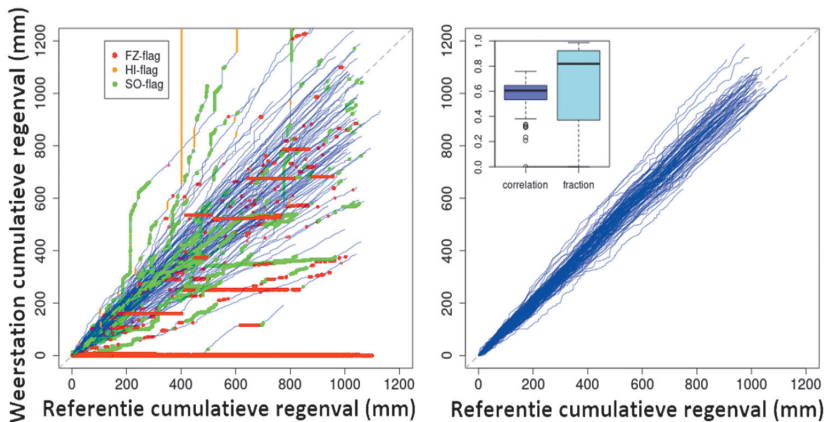 Weerstation cumulatieve regenval (mm)
1200
1000
800
600
400
200
0
FZ-flag
HI-flag
SO-flag
0 200 400 600 800 1000 1200
Referentie cumulatieve regenval (mm)
1200
1000
800
600
400
200
0
1.0
0.8
0.6
0.4
0.2
0.0
correlation fraction
0 200 400 600 800 1000 1200
Referentie cumulatieve regenval (mm)